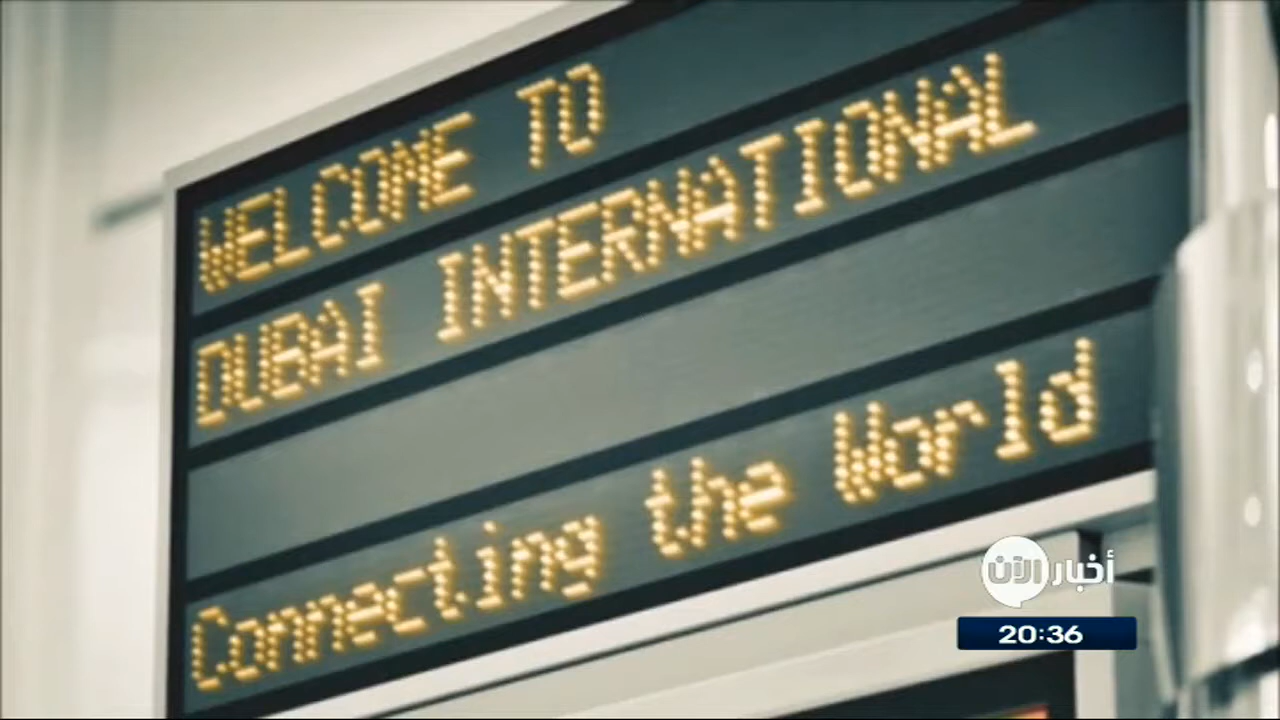 WELCOME TO
DUBAI INTERNATIONAL
Connecting the World
أخبار الآن
20:36